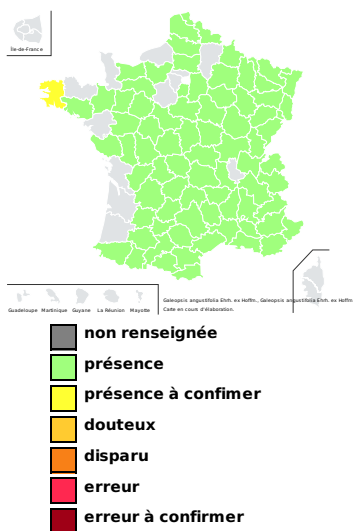 Île-de-France
Guadeloupe Martinique Guyane La Réunion Mayotte
Galeopsis angustifolia Ehrh. ex Hoffm., Galeopsis angustifolia Ehrh. ex Hoffm
Carte en cours d'élaboration.
non renseignée
présence
présence à confimer
douteux
disparu
erreur
erreur à confirmer